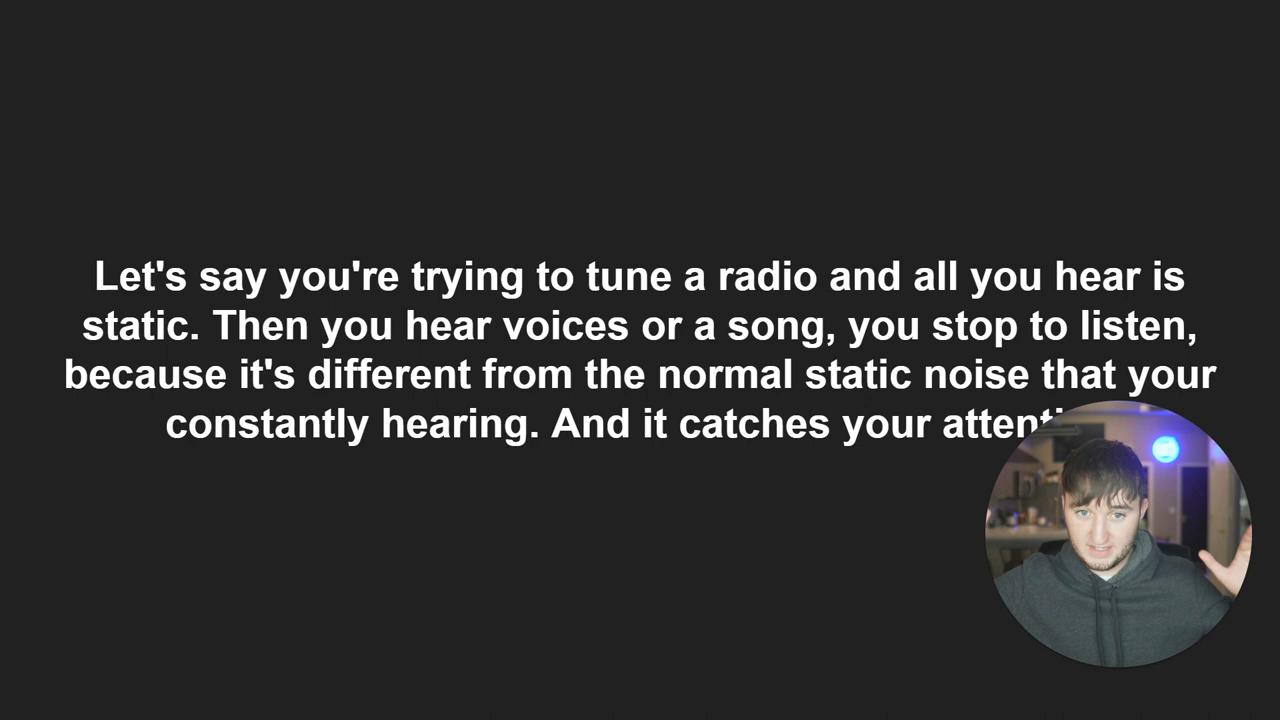 Let's say you're trying to tune a radio and all you hear is
static. Then you hear voices or a song, you stop to listen,
because it's different from the normal static noise that your
constantly hearing. And it catches your